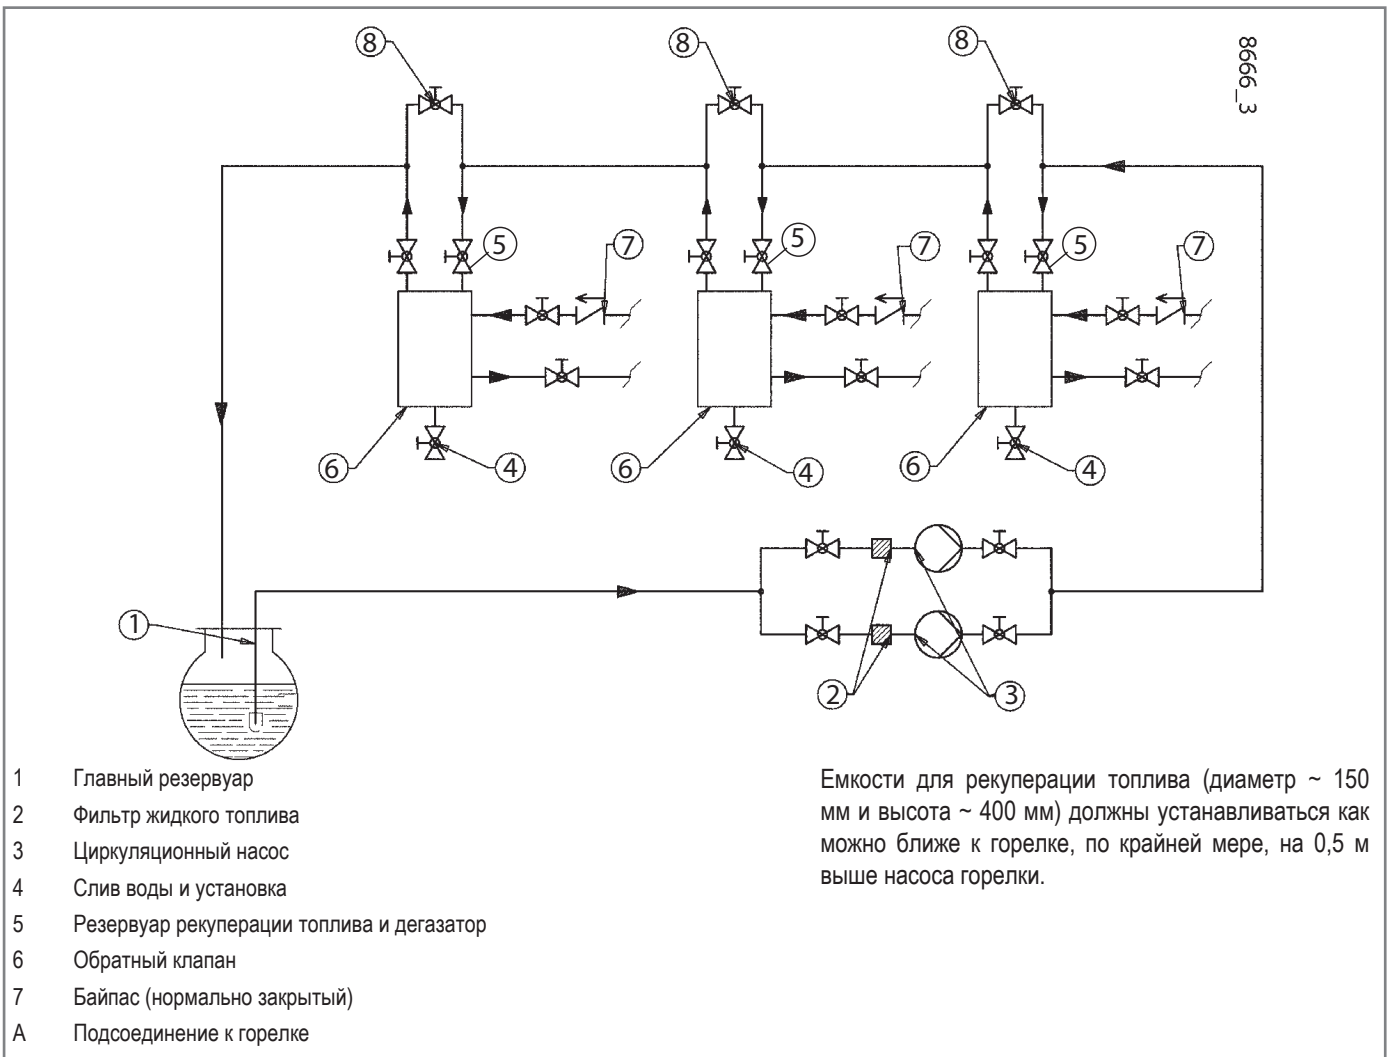 8
8
8
8666_3
5
7
5
7
5
7
6
4
6
4
6
4
1
2
3
1 Главный резервуар
2 Фильтр жидкого топлива
3 Циркуляционный насос
4 Слив воды и установка
5 Резервуар рекуперации топлива и дегазатор
6 Обратный клапан
7 Байпас (нормально закрытый)
А Подсоединение к горелке
Емкости для рекуперации топлива (диаметр ~ 150
мм и высота ~ 400 мм) должны устанавливаться как
можно ближе к горелке, по крайней мере, на 0,5 м
выше насоса горелки.